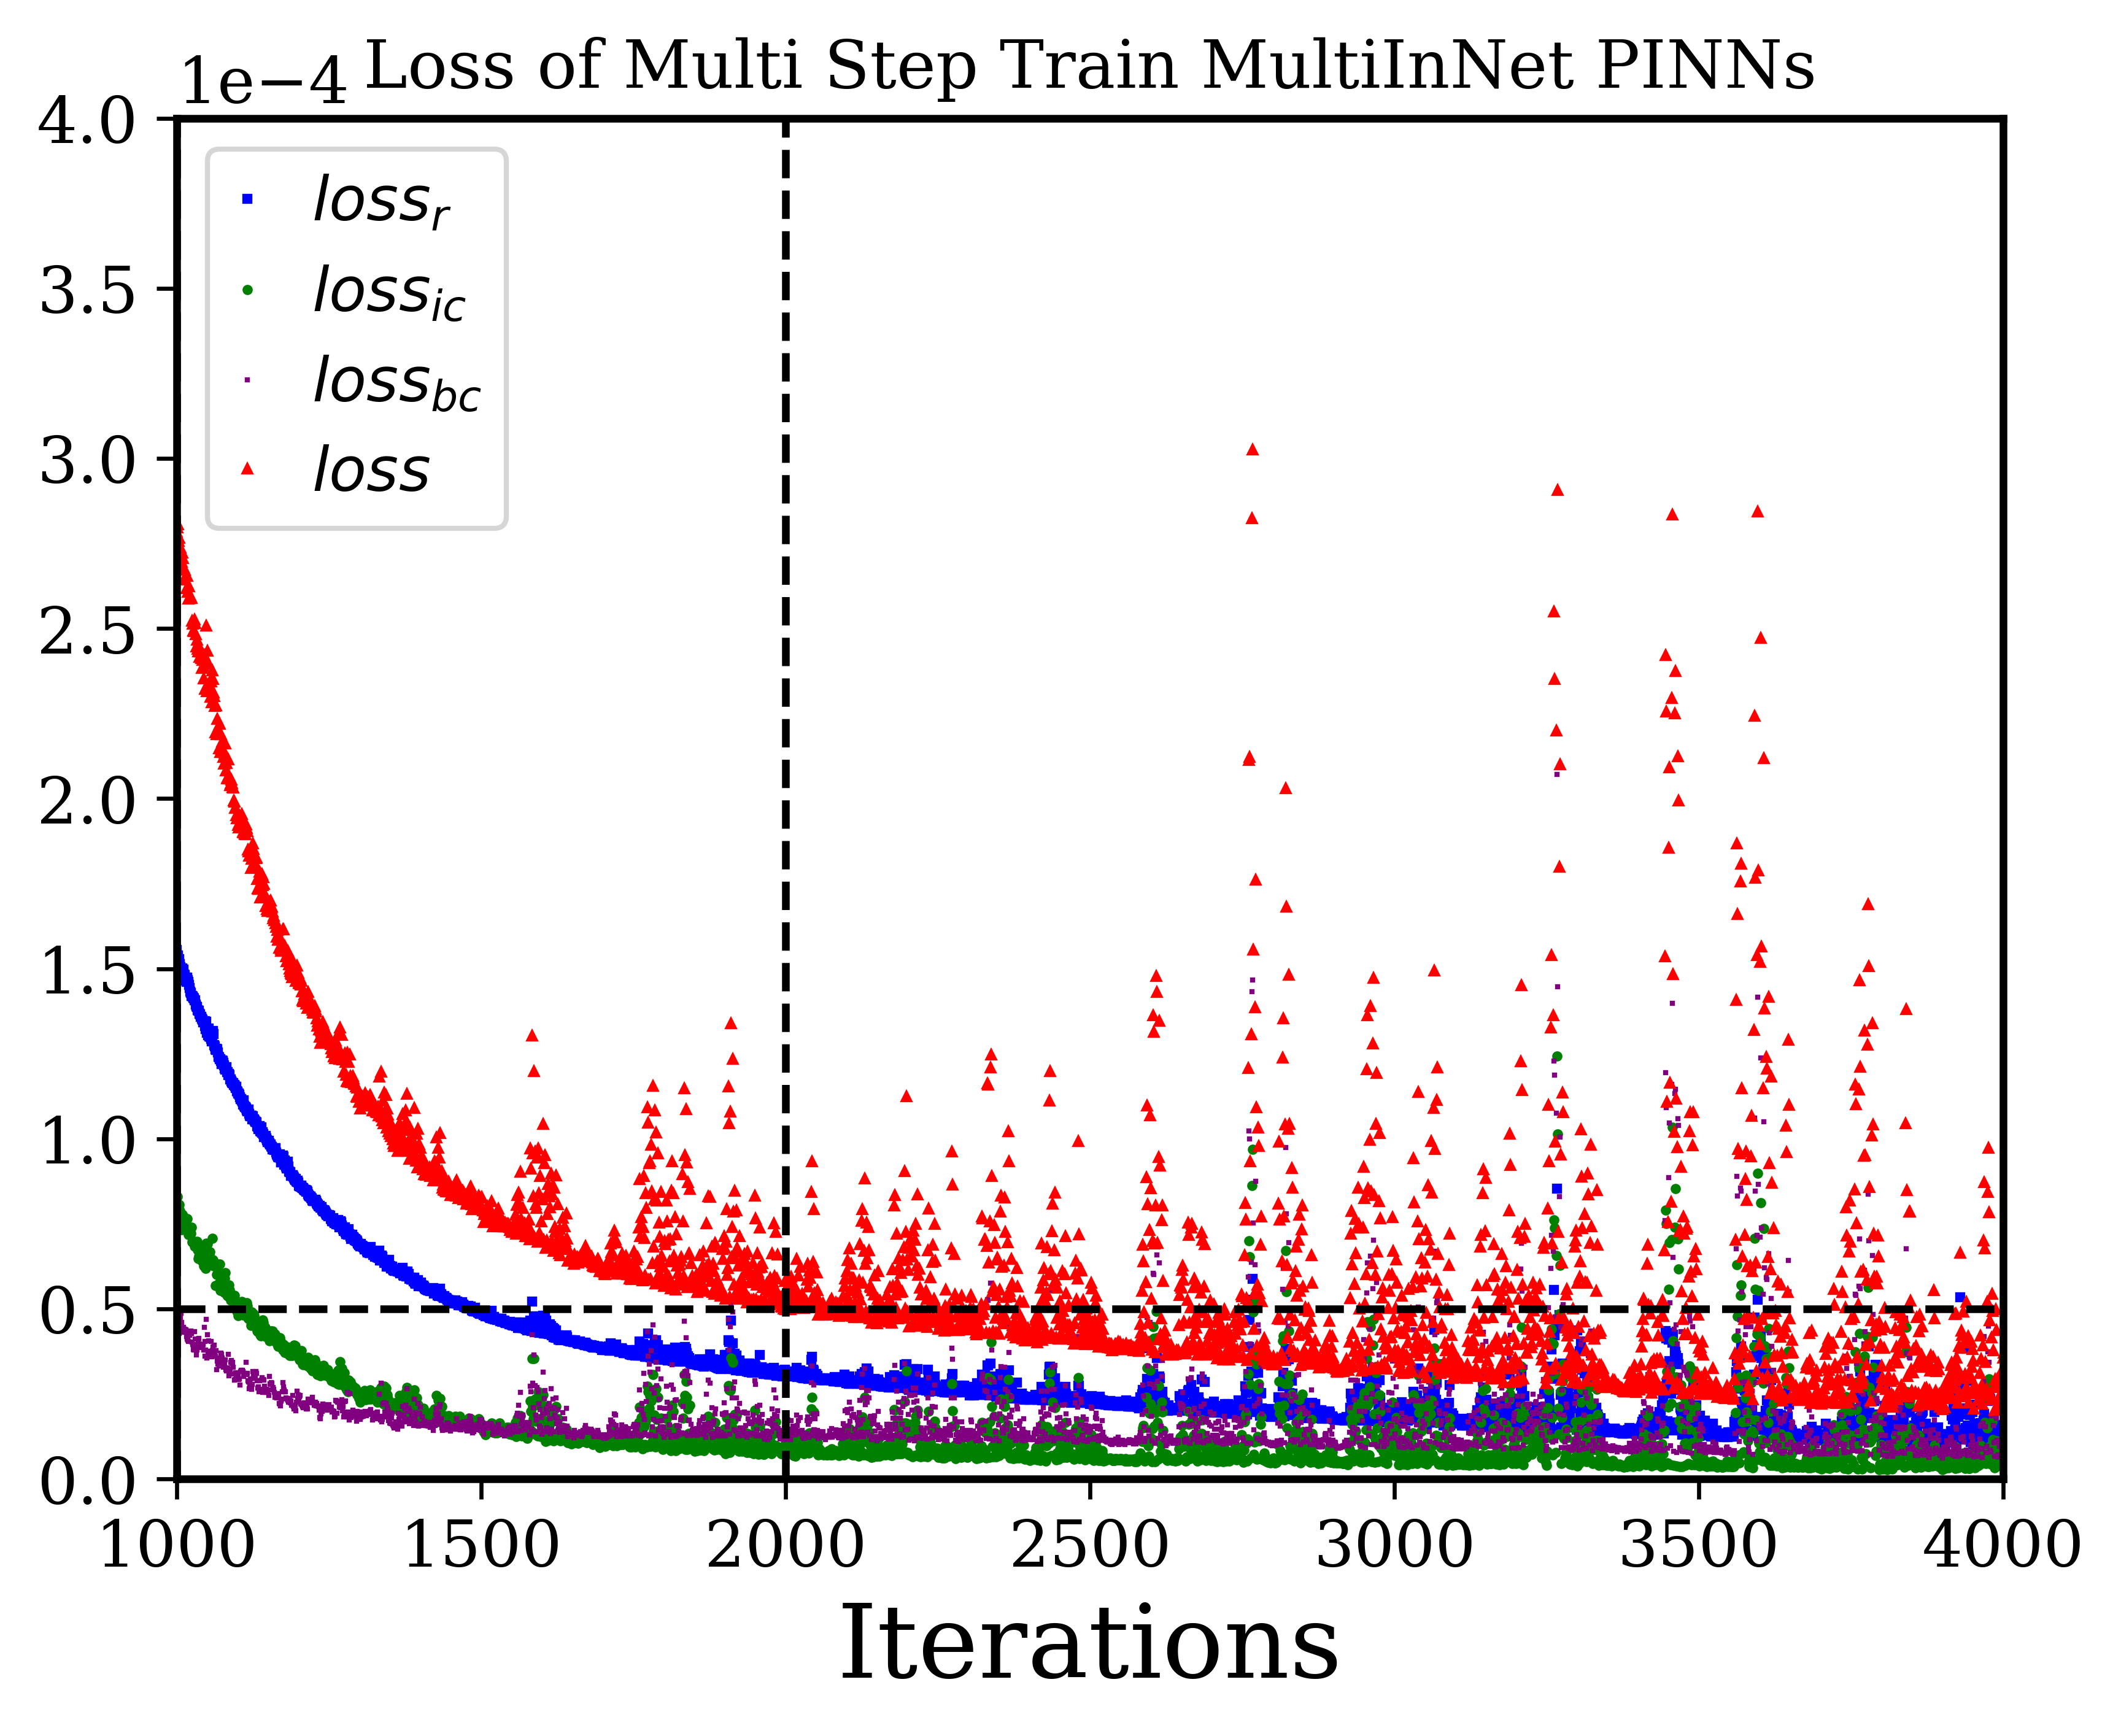 1e−4 Loss of Multi Step Train MultiInNet PINNs
4.0
3.5
3.0
2.5
2.0
1.5
1.0
0.5
0.0
loss_r
loss_ic
loss_bc
loss
1000 1500 2000 2500 3000 3500 4000
Iterations